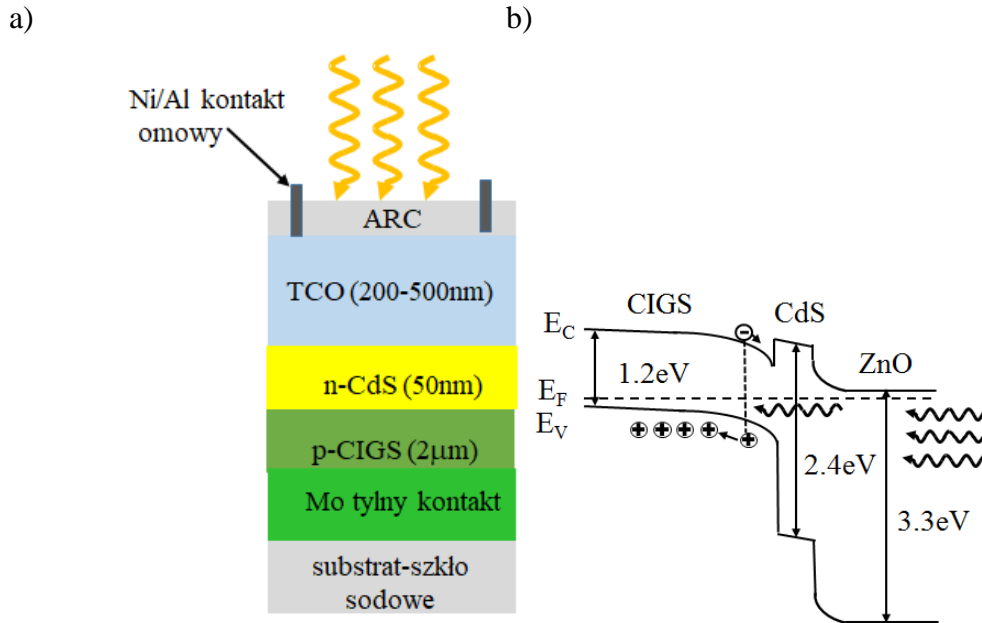 a)
Ni/Al kontakt
omowy
ARC
TCO (200-500nm)
n-CdS (50nm)
p-CIGS (2μm)
Mo tylny kontakt
substrat-szkło
sodowe
b)
CIGS
CdS
ZnO
E_C
1.2eV
E_F
E_V
2.4eV
3.3eV